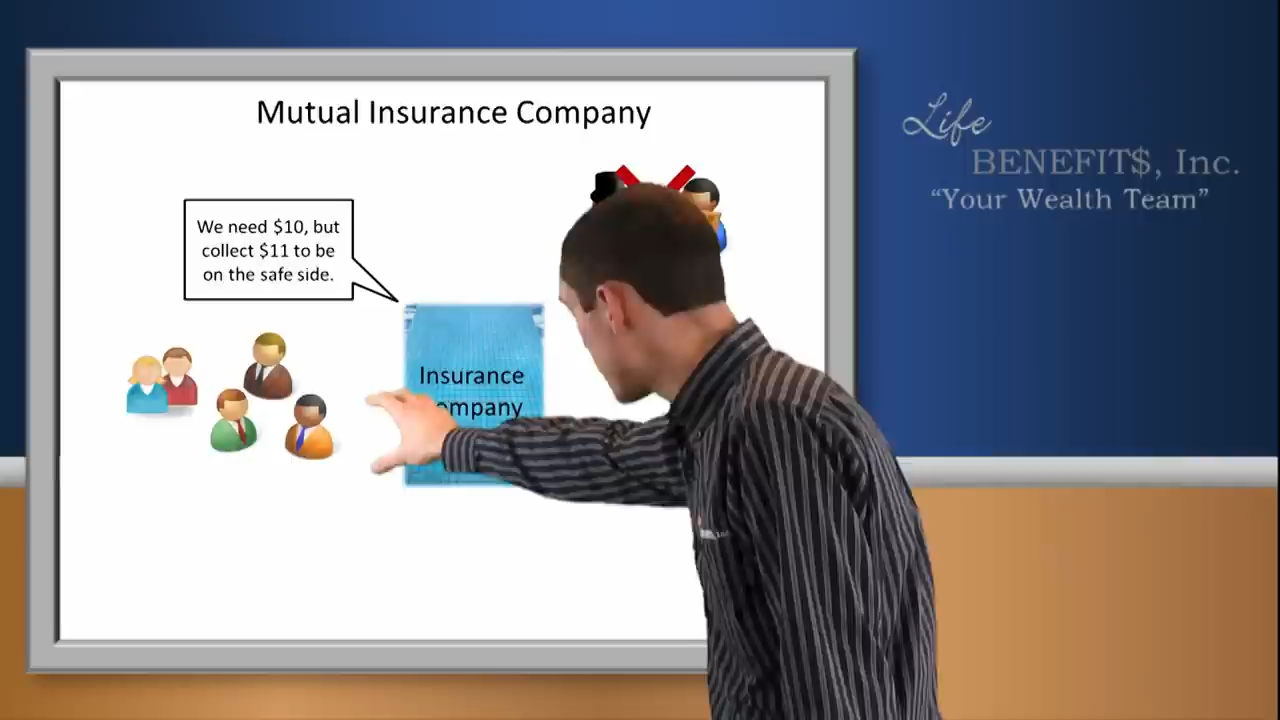 Mutual Insurance Company
Life
BENEFIT$, Inc.
“Your Wealth Team”
We need $10, but
collect $11 to be
on the safe side.
Insurance
ompany